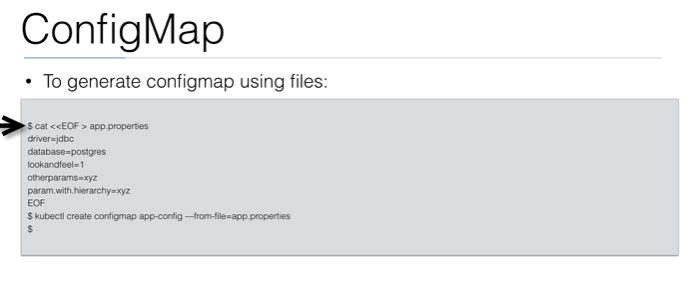 ConfigMap
• To generate configmap using files:
$ cat <<EOF > app.properties
driver=jdbc
database=postgres
lookandfeel=1
otherparams=xyz
param.with.hierarchy=xyz
EOF
$ kubectl create configmap app-config —from-file=app.properties
$